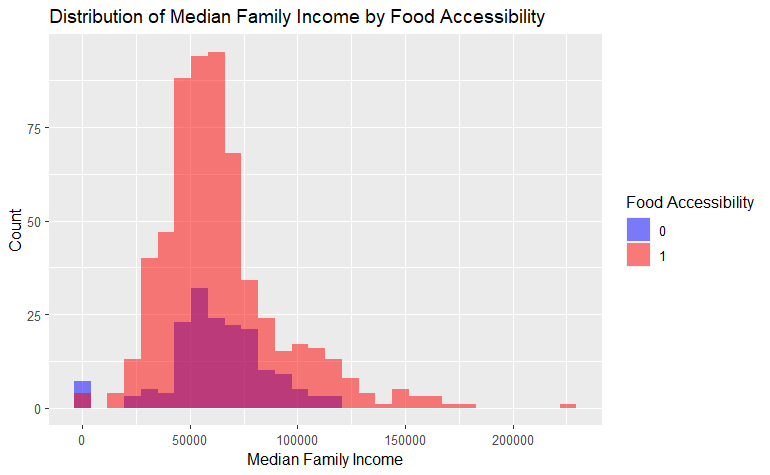 Distribution of Median Family Income by Food Accessibility
75
50
25
0
Count
0 50000 100000 150000 200000
Median Family Income
Food Accessibility
0
1